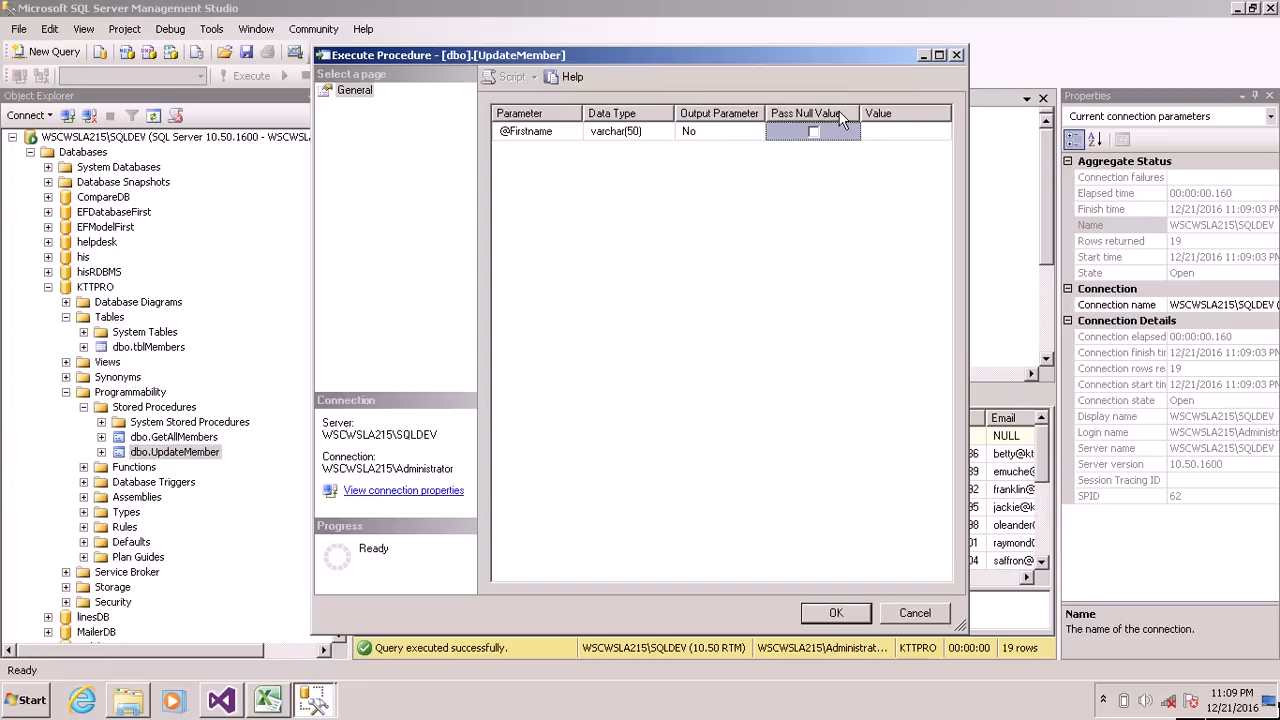 Microsoft SQL Server Management Studio
File Edit View Project Debug Tools Window Community Help
New Query
Execute
Object Explorer
Connect
WSCWSLA215\SQLDEV (SQL Server 10.50.1600
Databases
System Databases
Database Snapshots
CompareDB
EFDatabaseFirst
EFModelFirst
helpdesk
his
hisRDBMS
KTTPRO
Database Diagrams
Tables
System Tables
dbo.tblMembers
Views
Synonyms
Programmability
Stored Procedures
System Stored Procedures
dbo.GetAllMembers
dbo.UpdateMember
Functions
Database Triggers
Assemblies
Types
Rules
Defaults
Plan Guides
Service Broker
Storage
Security
linesDB
MailerDB
Execute Procedure - [dbo].[UpdateMember]
Select a page
General
Script Help
Parameter Data Type Output Parameter Pass Null Value Value
@Firstname varchar(50) No
Connection
Server:
WSCWSLA215\SQLDEV
Connection:
WSCWSLA215\Administrator
View connection properties
Progress
Ready
OK Cancel
Email
NULL
36 betty@kt
39 emuche@
92 franklin@
95 jackie@k
98 oleander@
01 raymond
04 saffron@
Query executed successfully. WSCWSLA215\SQLDEV (10.50 RTM) WSCWSLA215\Administrat... KTTPRO 00:00:00 19 rows
Properties
Current connection parameters
Aggregate Status
Connection failures
Elapsed time 00:00:00.160
Finish time 12/21/2016 11:09:03 PM
Name WSCWSLA215\SQLDEV
Rows returned 19
Start time 12/21/2016 11:09:03 PM
State Open
Connection
Connection name WSCWSLA215\SQLDEV (
Connection Details
Connection elapsed 00:00:00.160
Connection finish tir 12/21/2016 11:09:03 PM
Connection rows re 19
Connection start tir 12/21/2016 11:09:03 PM
Connection state Open
Display name WSCWSLA215\SQLDEV
Login name WSCWSLA215\Administr
Server name WSCWSLA215\SQLDEV
Server version 10.50.1600
Session Tracing ID
SPID 62
Name
The name of the connection.
Ready
Start
11:09 PM
12/21/2016